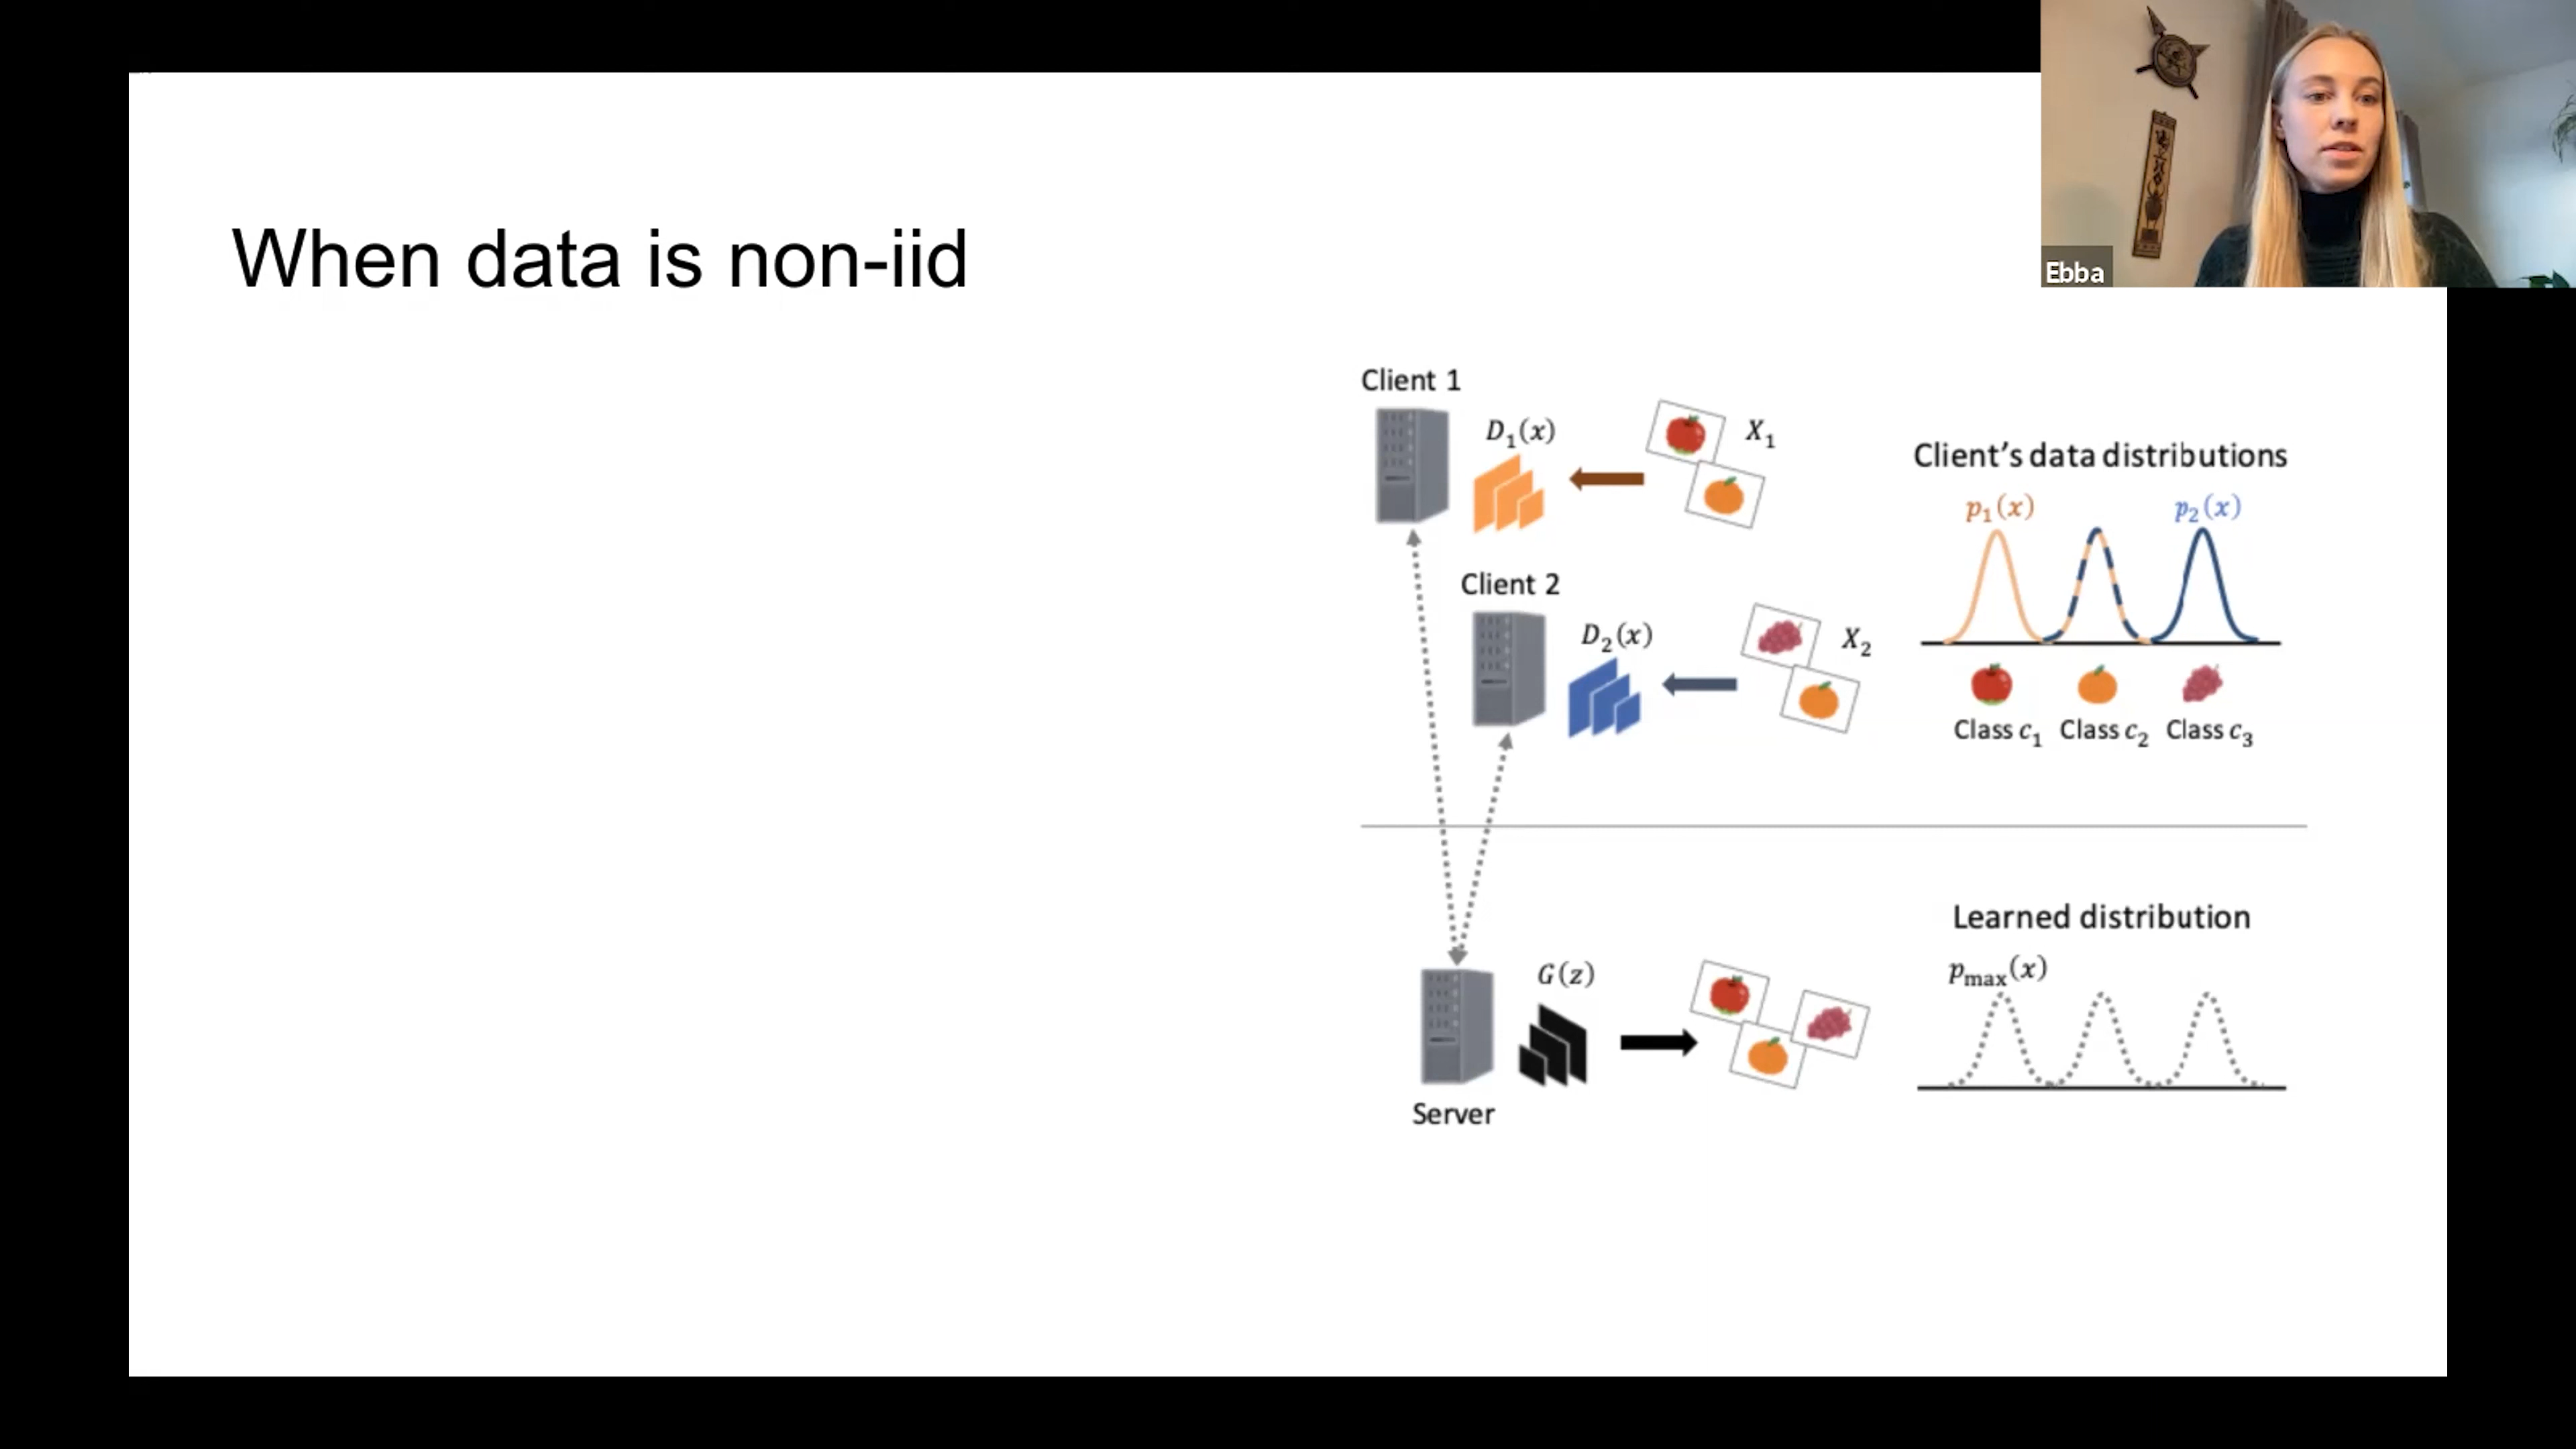 When data is non-iid
Ebba
Client 1
D₁(x)
X₁
Client 2
D₂(x)
X₂
Client's data distributions
p₁(x)
p₂(x)
Class c₁
Class c₂
Class c₃
Server
G(z)
Learned distribution
pₘₐₓ(x)